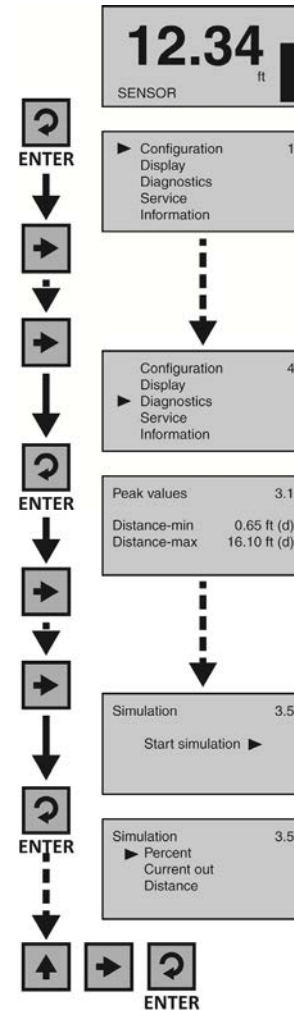 12.34
ft
SENSOR
ENTER
Configuration 1
Display
Diagnostics
Service
Information
Configuration 4
Display
Diagnostics
Service
Information
ENTER
Peak values 3.1
Distance-min 0.65 ft (d)
Distance-max 16.10 ft (d)
Simulation 3.5
Start simulation
ENTER
Simulation 3.5
Percent
Current out
Distance
ENTER